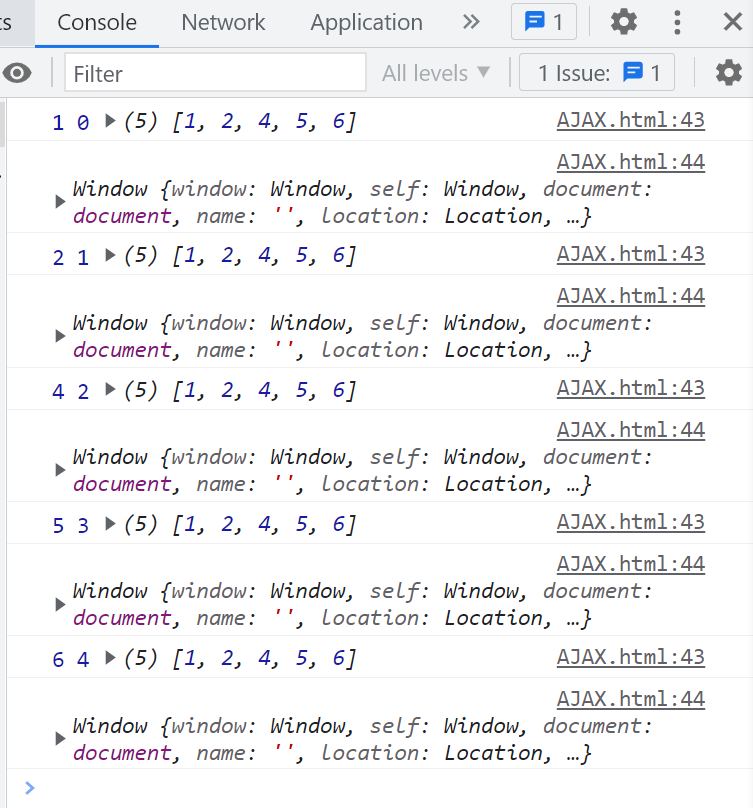 ts Console Network Application » 1
Filter All levels ▼ 1 Issue: 1
1 0 ▶ (5) [1, 2, 4, 5, 6] AJAX.html:43
AJAX.html:44
Window {window: Window, self: Window, document:
▶ document, name: '', location: Location, …}
2 1 ▶ (5) [1, 2, 4, 5, 6] AJAX.html:43
AJAX.html:44
Window {window: Window, self: Window, document:
▶ document, name: '', location: Location, …}
4 2 ▶ (5) [1, 2, 4, 5, 6] AJAX.html:43
AJAX.html:44
Window {window: Window, self: Window, document:
▶ document, name: '', location: Location, …}
5 3 ▶ (5) [1, 2, 4, 5, 6] AJAX.html:43
AJAX.html:44
Window {window: Window, self: Window, document:
▶ document, name: '', location: Location, …}
6 4 ▶ (5) [1, 2, 4, 5, 6] AJAX.html:43
AJAX.html:44
Window {window: Window, self: Window, document:
▶ document, name: '', location: Location, …}
>